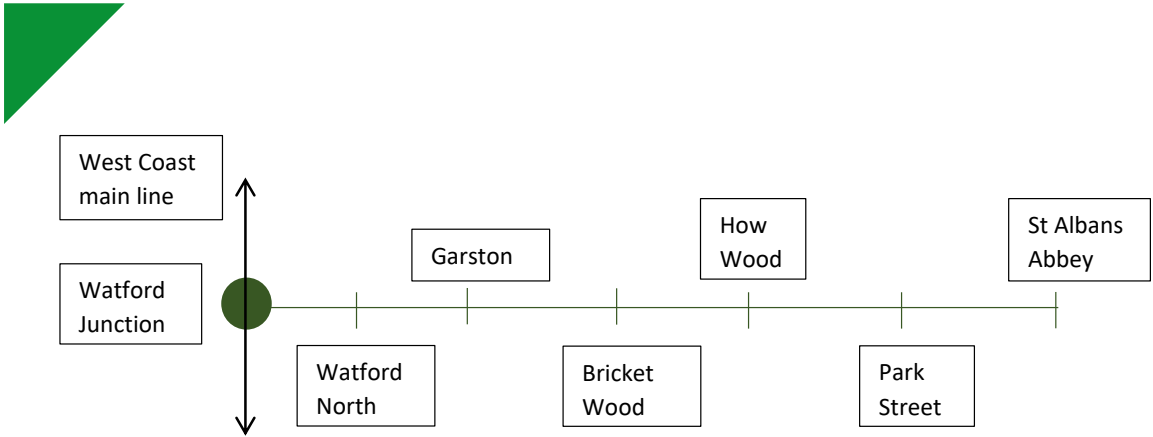 West Coast
main line
Watford
Junction
Watford
North
Garston
Bricket
Wood
How
Wood
Park
Street
St Albans
Abbey